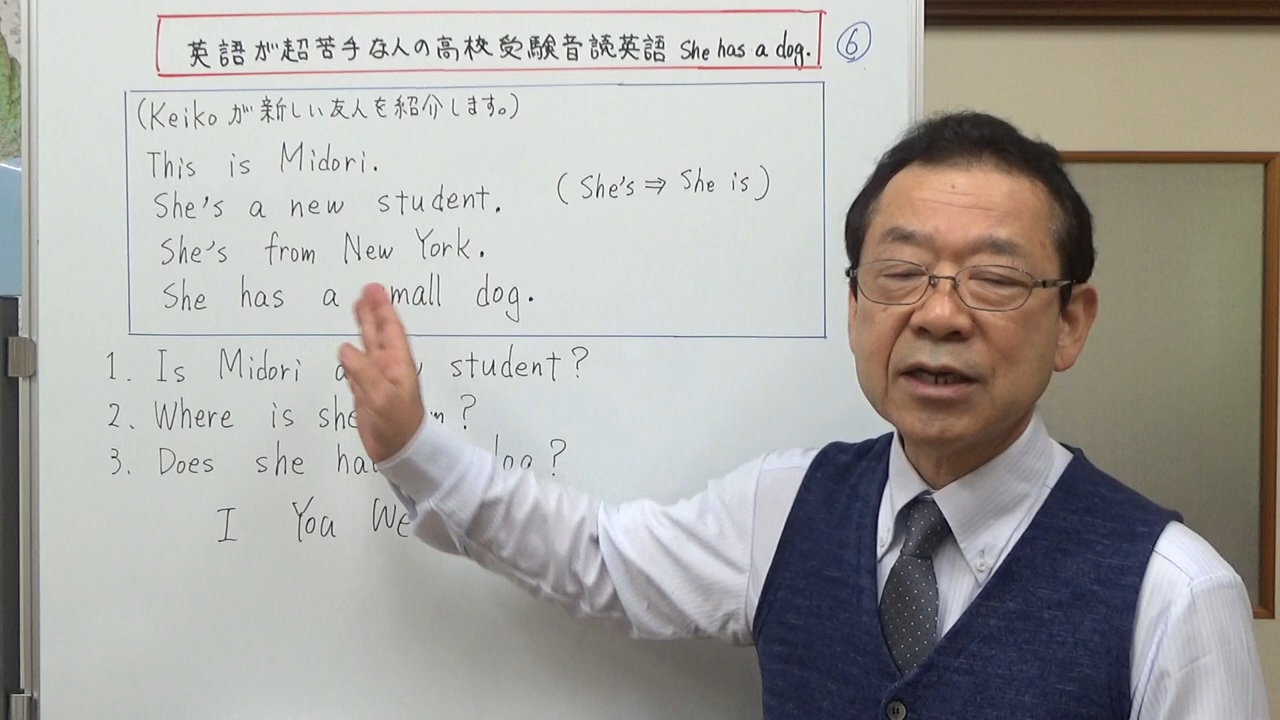 英語が超苦手な人の高校受験音読英語 She has a dog. ⑥
(Keikoが新しい友人を紹介します。)
This is Midori.
She's a new student. (She's ⇒ She is)
She's from New York.
She has a small dog.
1. Is Midori a student?
2. Where is she ?
3. Does she dog?
I You We